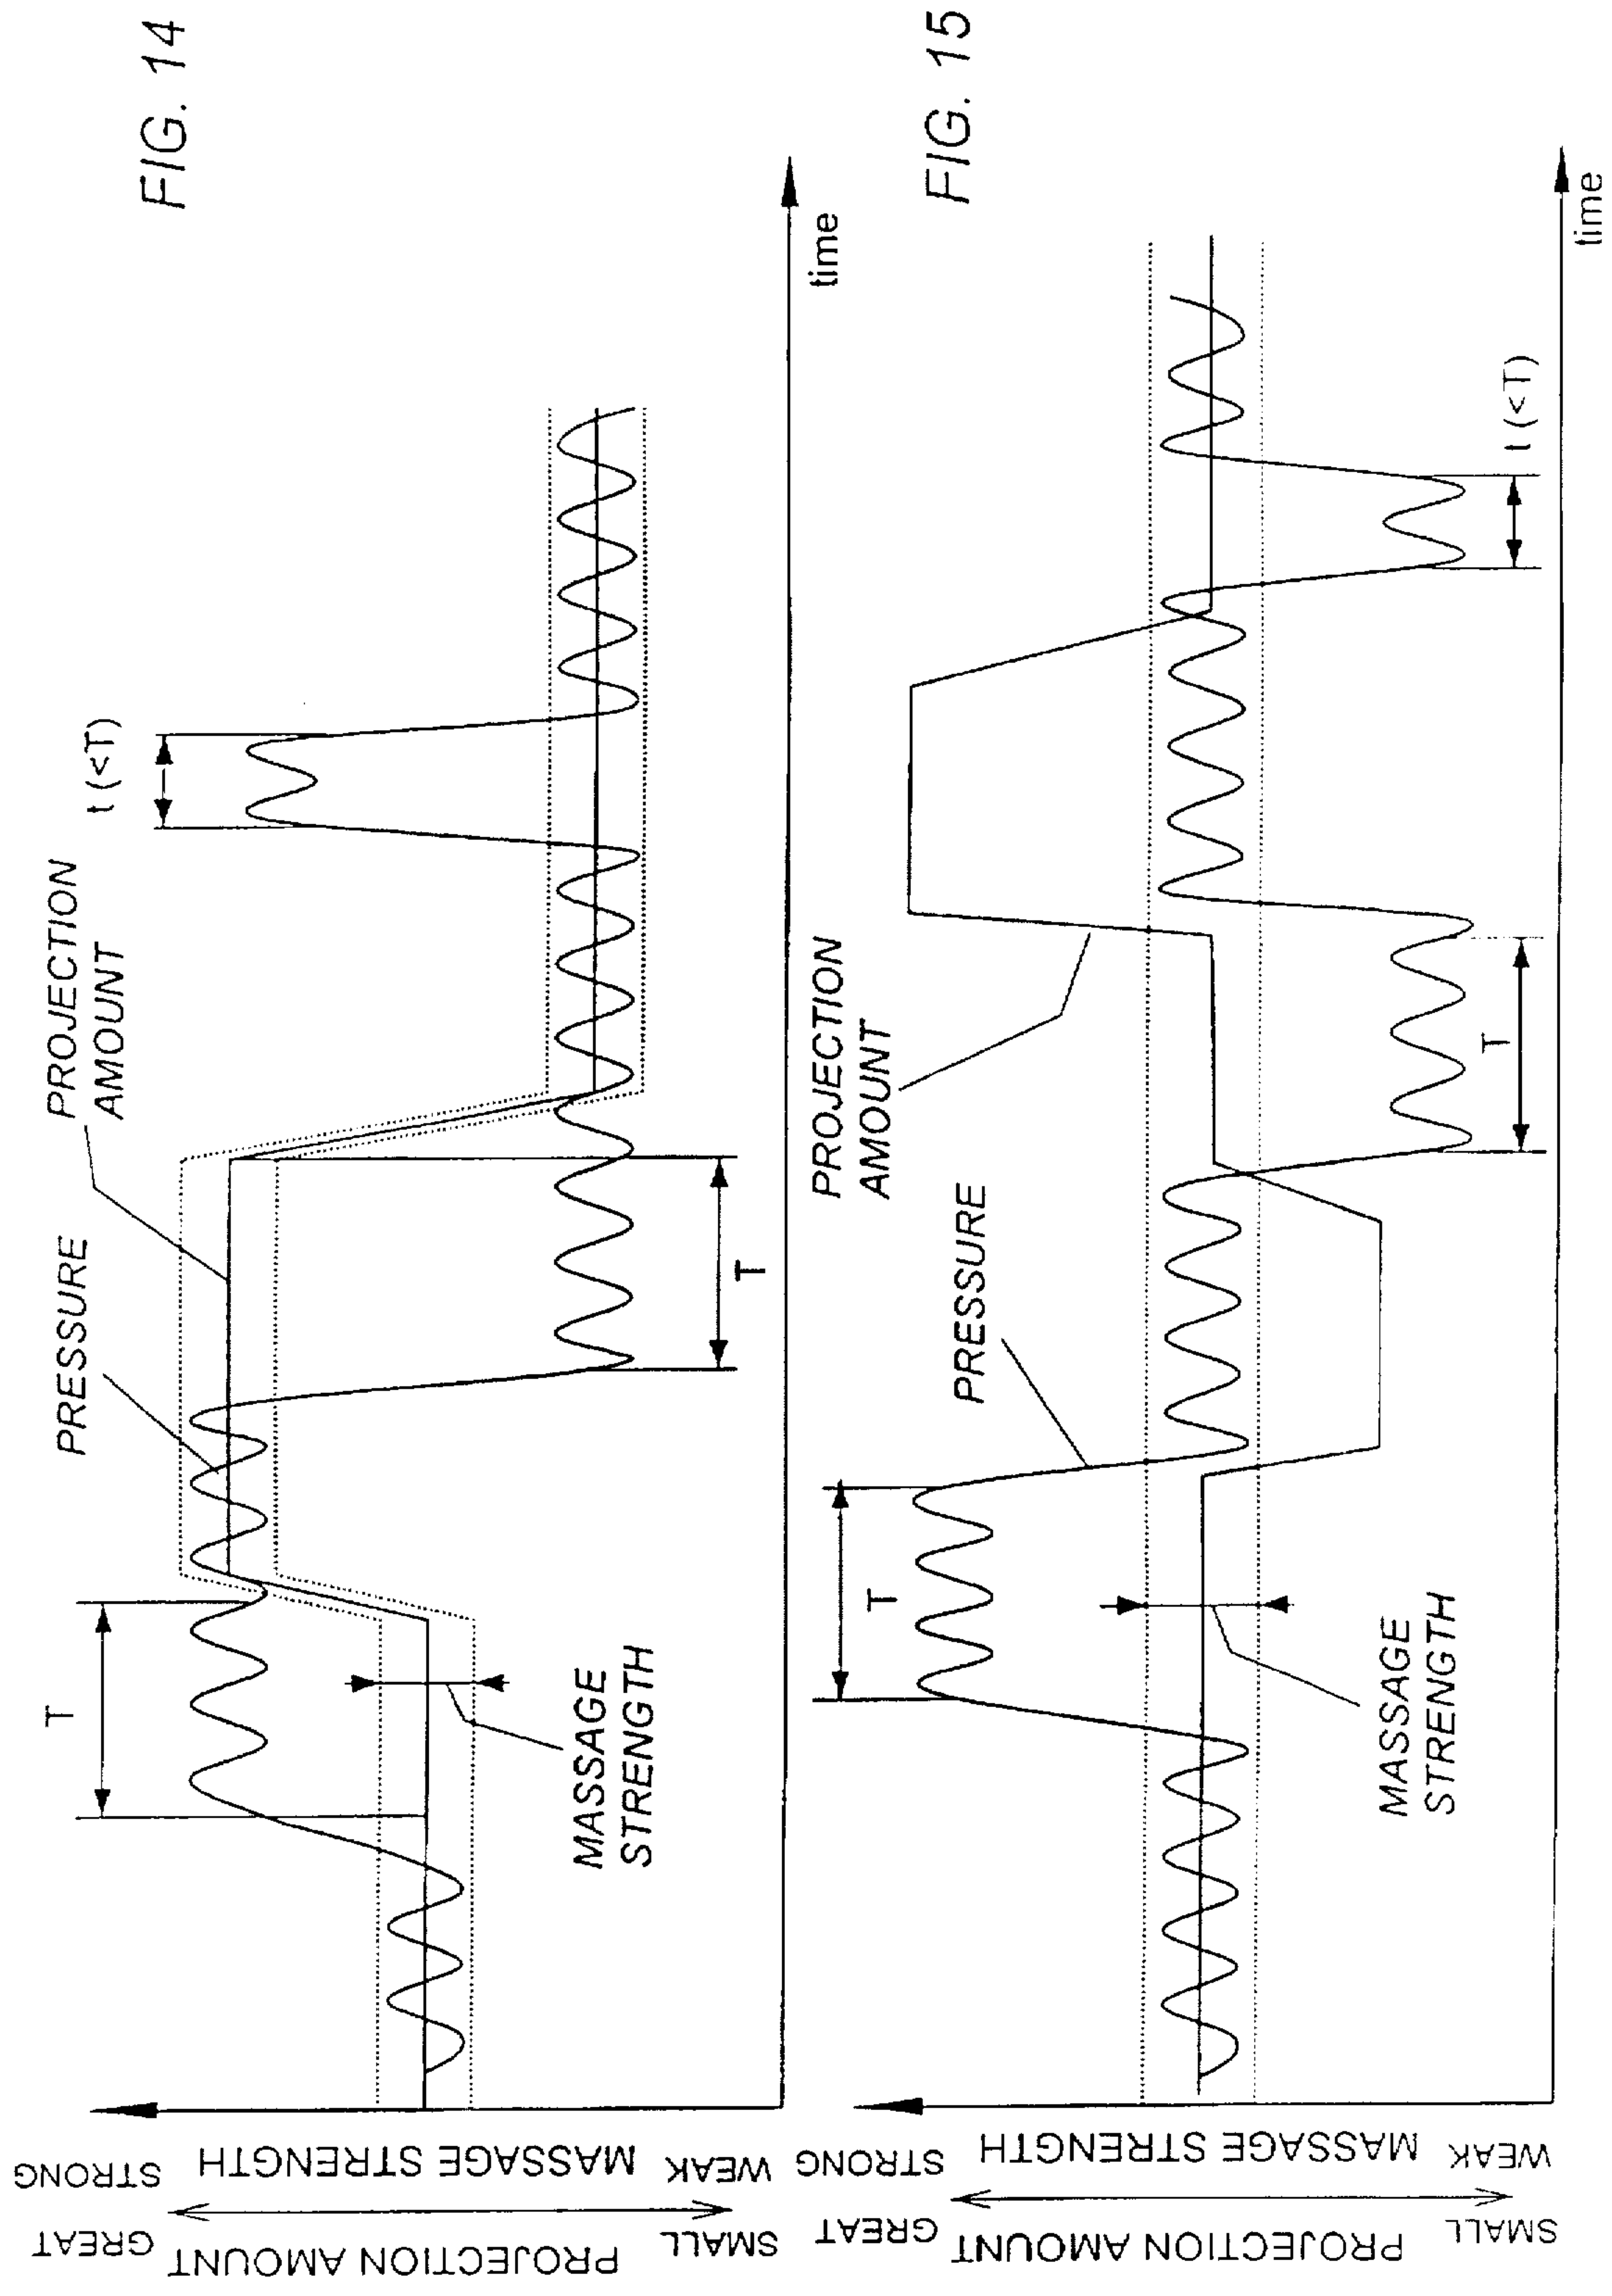 FIG. 14
STRONG
MASSAGE STRENGTH
WEAK
GREAT
PROJECTION AMOUNT
SMALL
T
PRESSURE
PROJECTION
AMOUNT
t (<T)
MASSAGE
STRENGTH
T
time
FIG. 15
STRONG
MASSAGE STRENGTH
WEAK
GREAT
PROJECTION AMOUNT
SMALL
T
PRESSURE
PROJECTION
AMOUNT
MASSAGE
STRENGTH
T
t (<T)
time